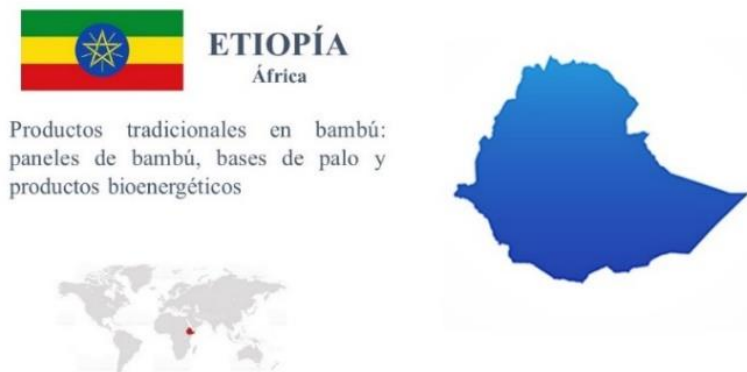 ETIOPÍA
África
Productos tradicionales en bambú:
paneles de bambú, bases de palo y
productos bioenergéticos